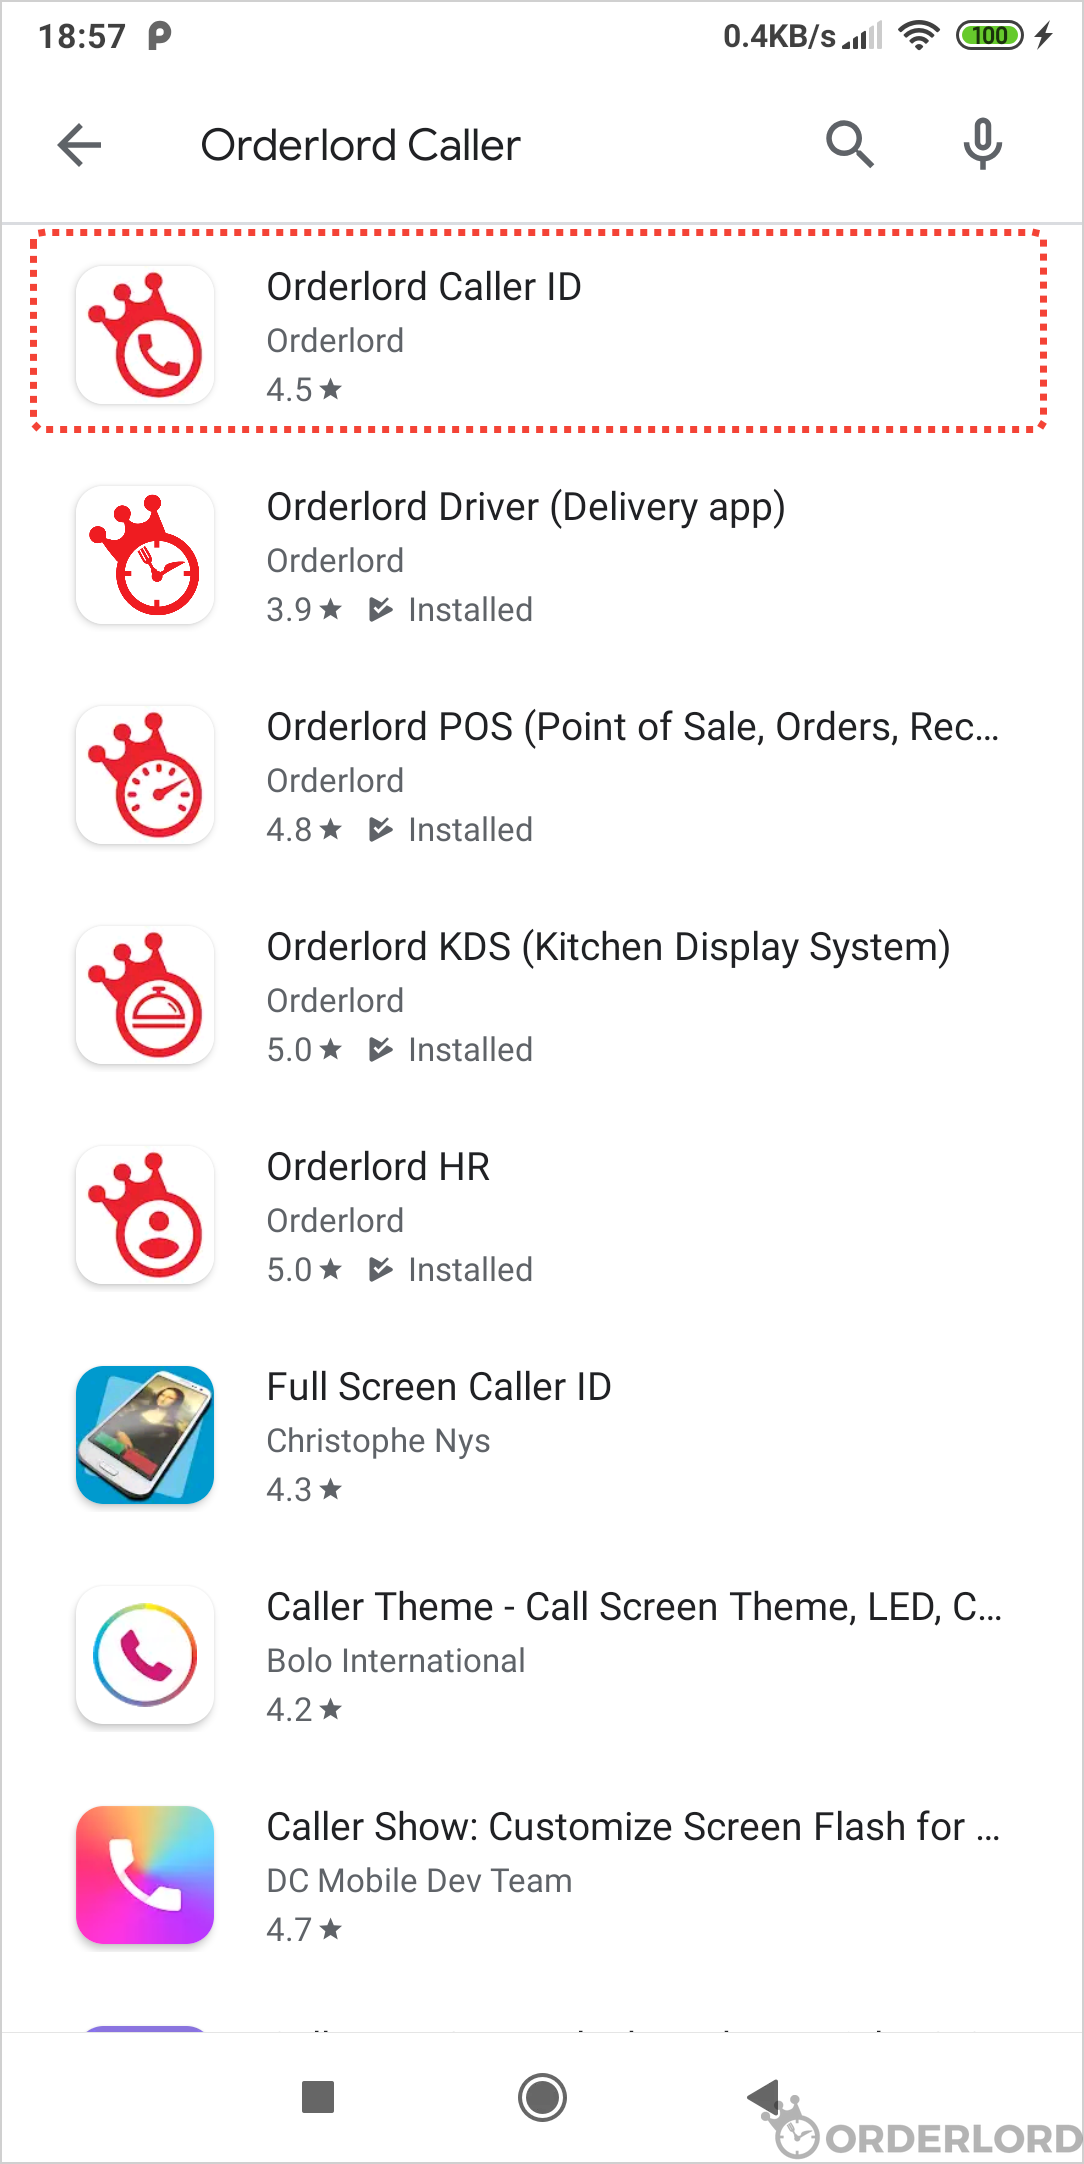 18:57
0.4KB/s
100
Orderlord Caller
Orderlord Caller ID
Orderlord
4.5
Orderlord Driver (Delivery app)
Orderlord
3.9 Installed
Orderlord POS (Point of Sale, Orders, Rec...
Orderlord
4.8 Installed
Orderlord KDS (Kitchen Display System)
Orderlord
5.0 Installed
Orderlord HR
Orderlord
5.0 Installed
Full Screen Caller ID
Christophe Nys
4.3
Caller Theme - Call Screen Theme, LED, C...
Bolo International
4.2
Caller Show: Customize Screen Flash for ...
DC Mobile Dev Team
4.7
ORDERLORD